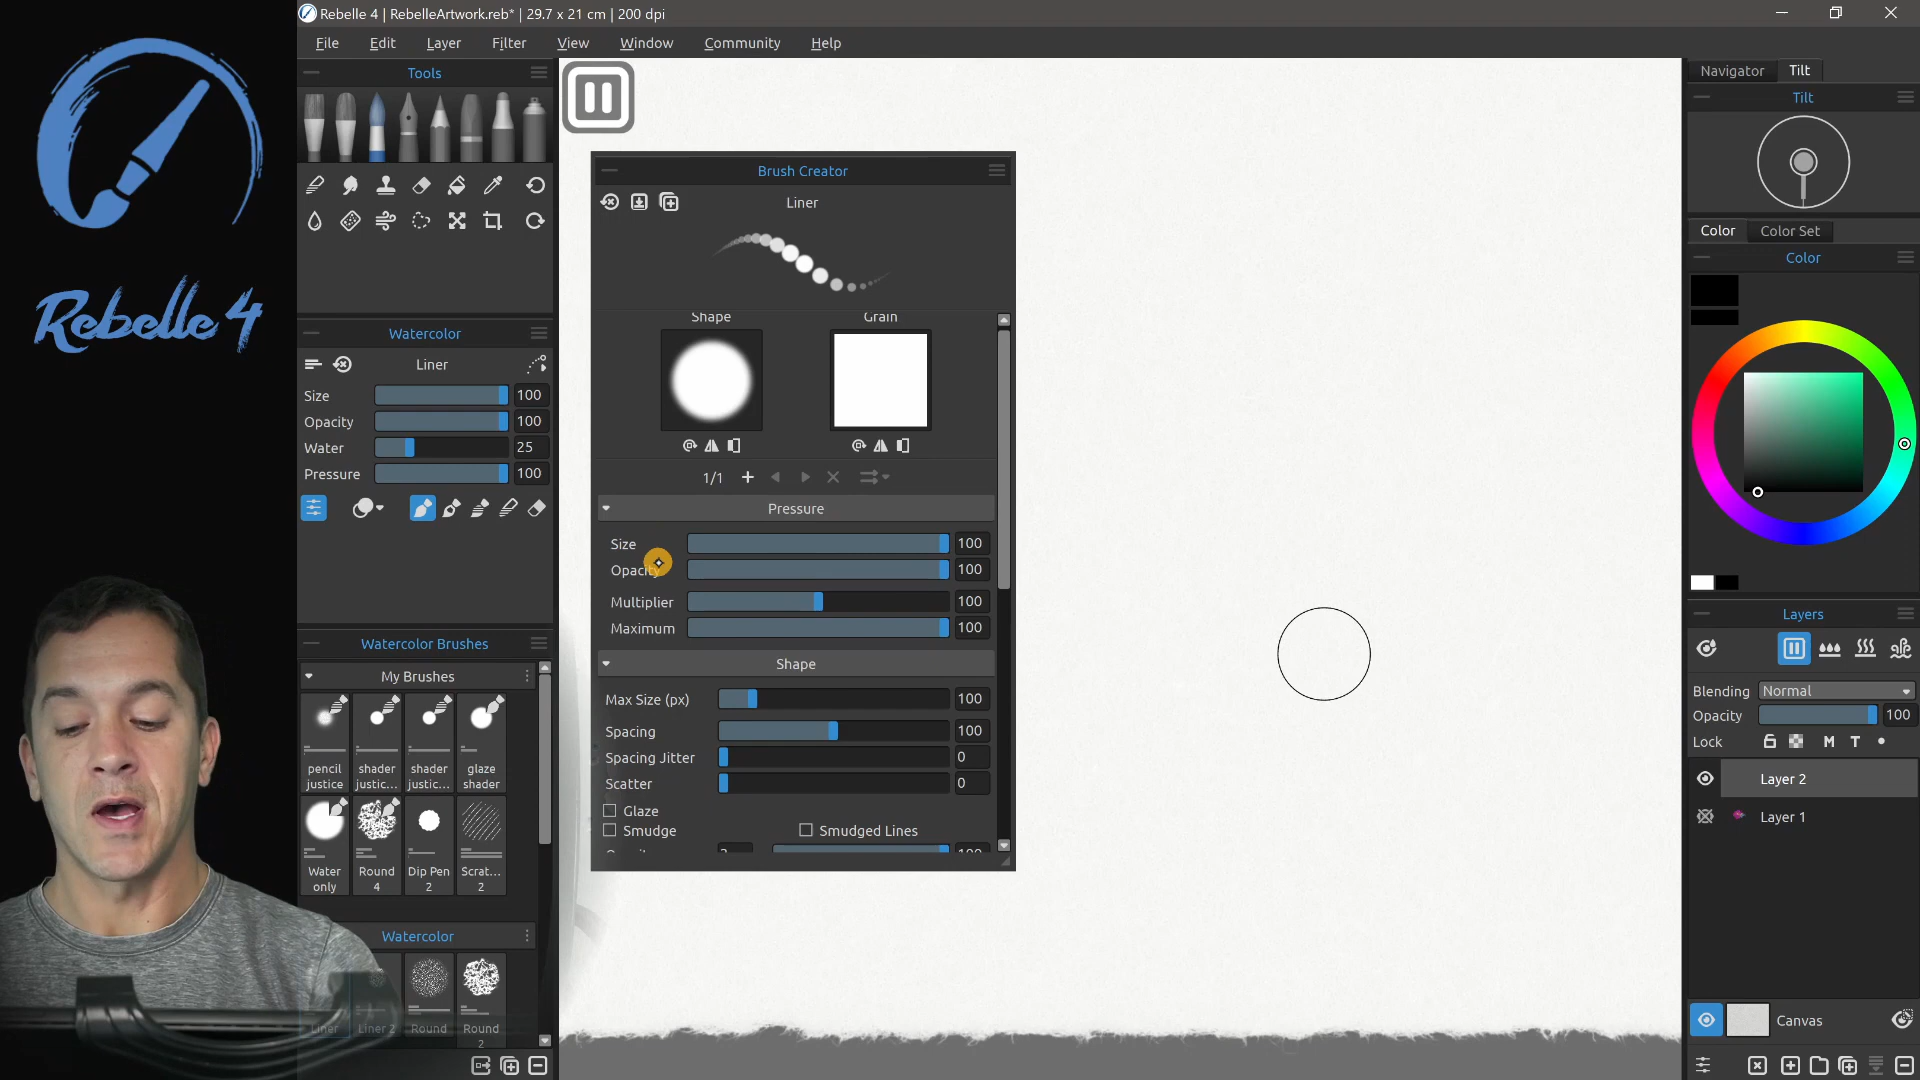 Rebelle 4 | RebelleArtwork.reb* | 29.7 x 21 cm | 200 dpi
File Edit Layer Filter View Window Community Help
Rebelle 4
Tools
Watercolor
Liner
Size 100
Opacity 100
Water 25
Pressure 100
Watercolor Brushes
My Brushes
pencil justice
shader justic...
shader justic...
glaze shader
Water only
Round 4
Dip Pen 2
Scrat... 2
Watercolor
Liner
Liner 2
Round
Round 2
Brush Creator
Liner
Shape Grain
1/1
Pressure
Size 100
Opacity 100
Multiplier 100
Maximum 100
Shape
Max Size (px) 100
Spacing 100
Spacing Jitter 0
Scatter 0
Glaze
Smudge Smudged Lines
Navigator Tilt
Tilt
Color Color Set
Color
Layers
Blending Normal
Opacity 100
Lock M T
Layer 2
Layer 1
Canvas